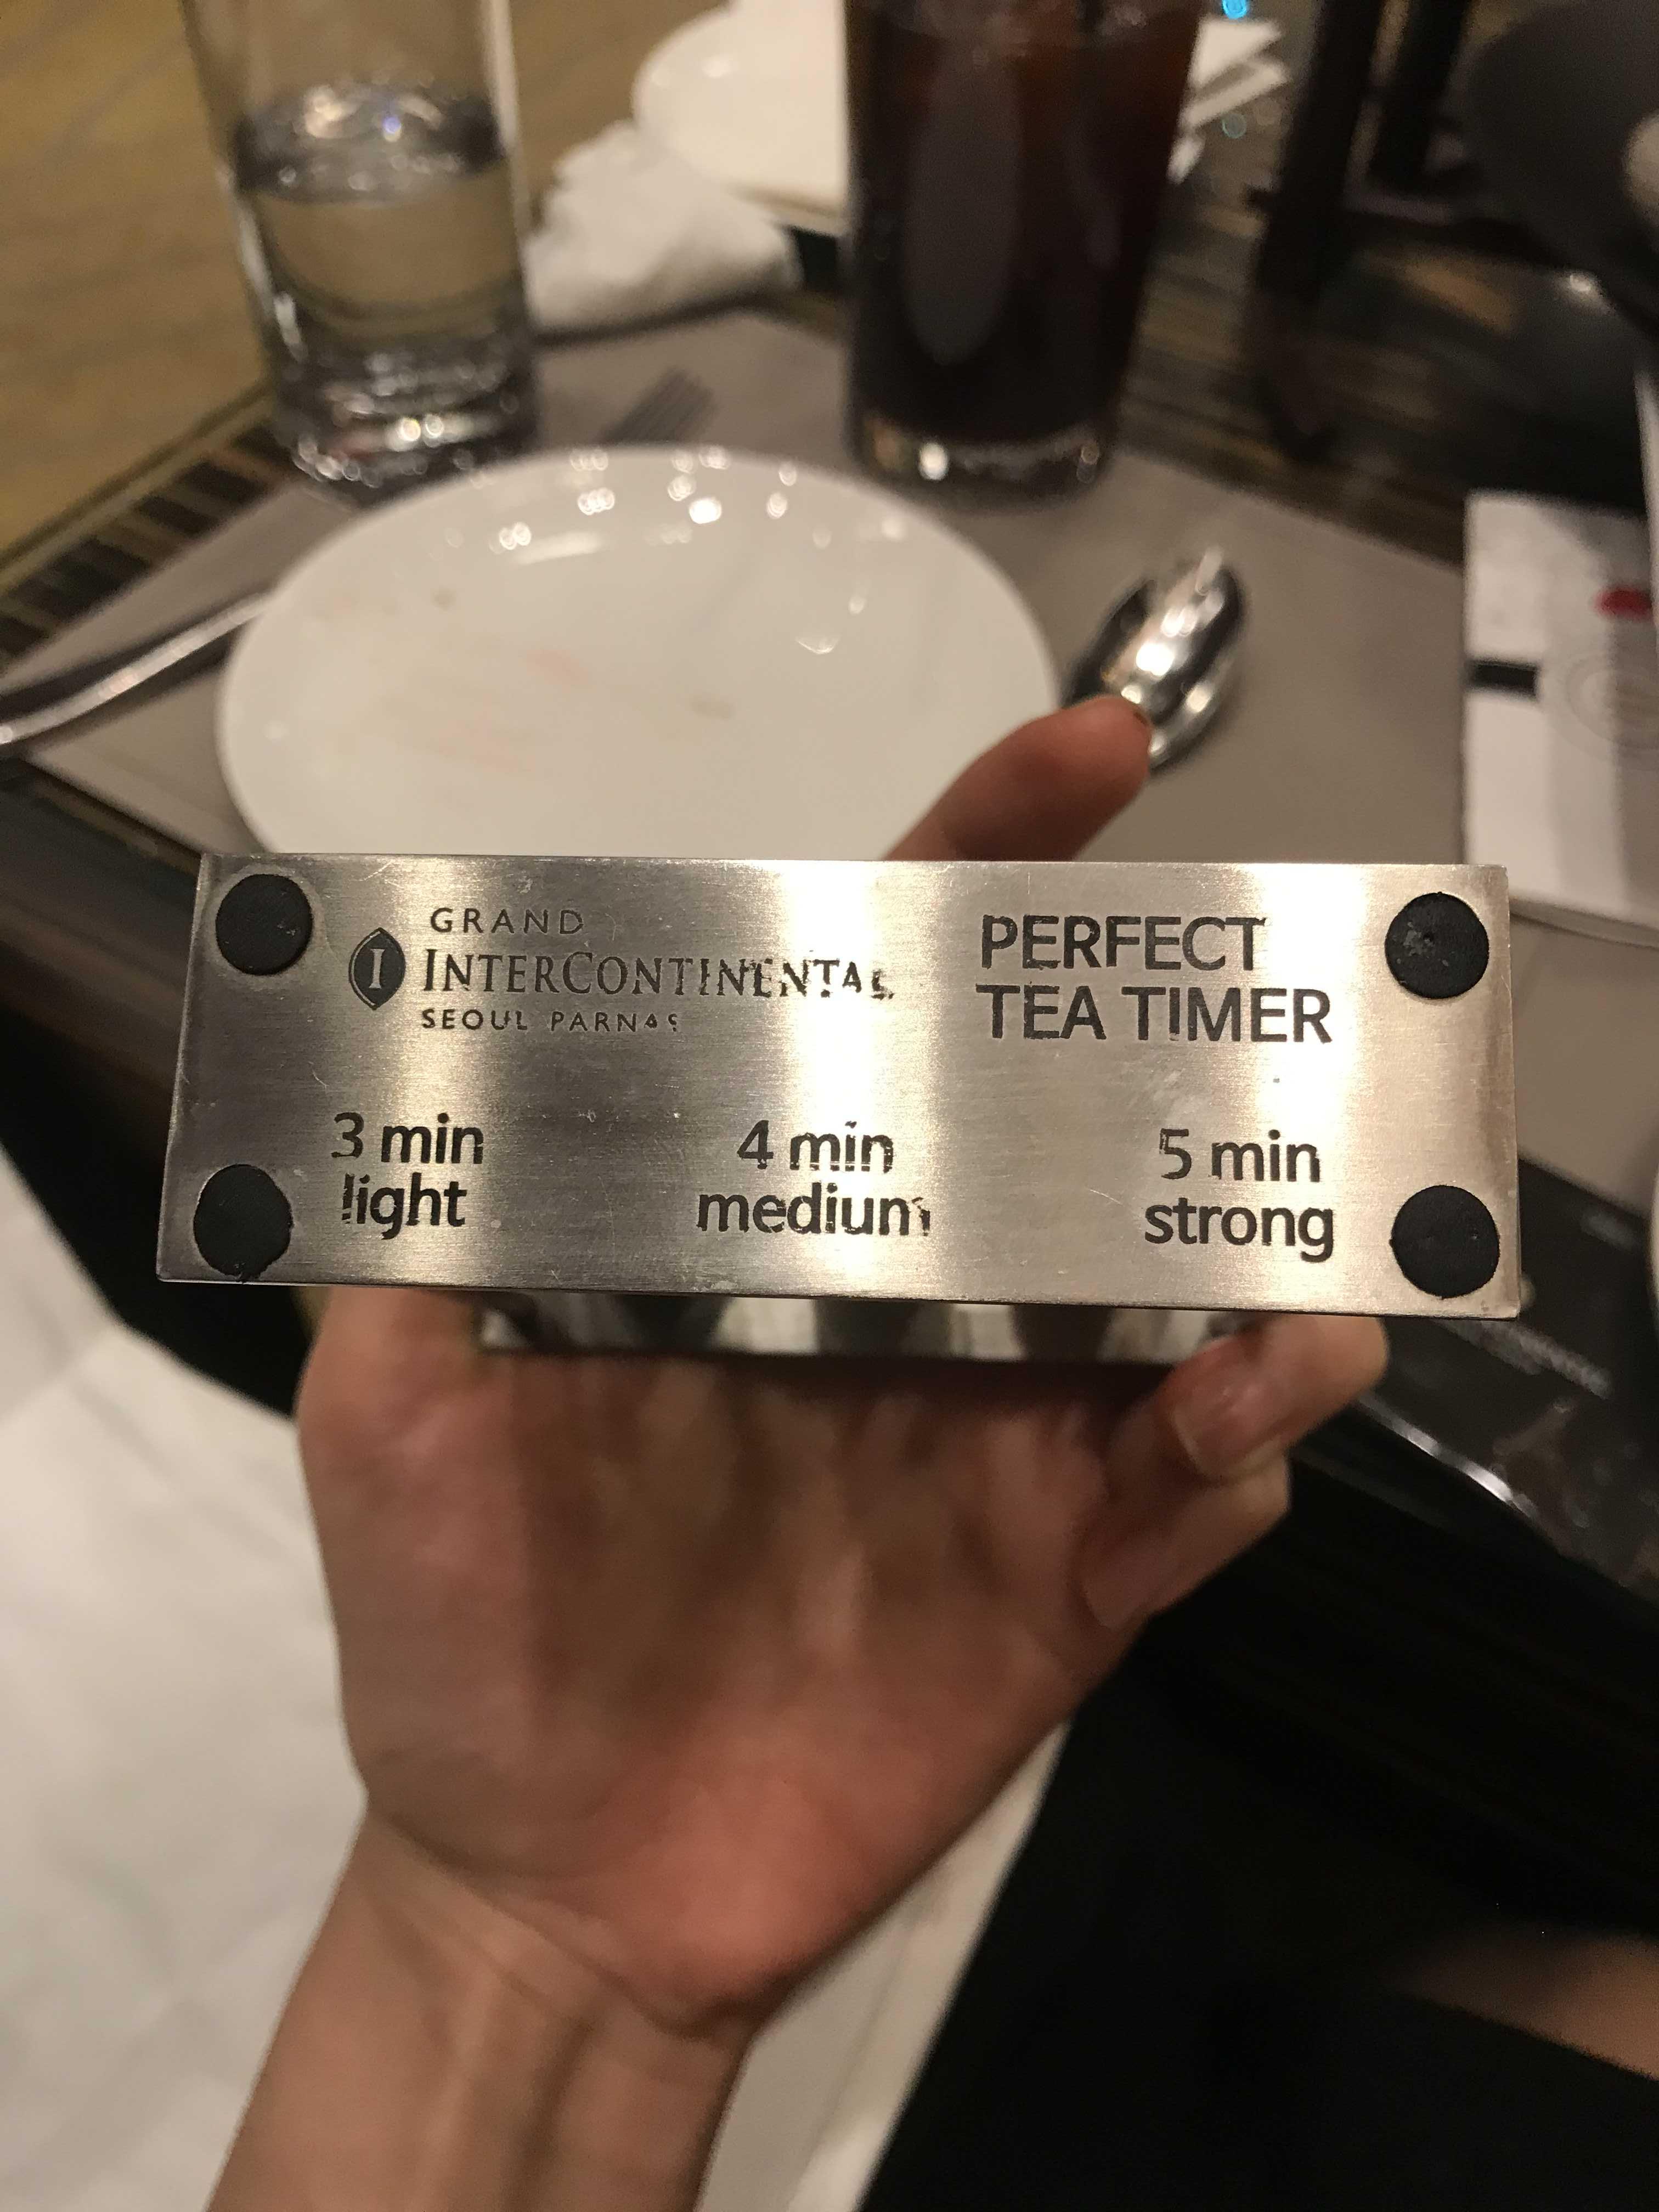 GRAND
I INTERCONTINENTAL
SEOUL PARNAS
PERFECT
TEA TIMER
3 min
light
4 min
medium
5 min
strong